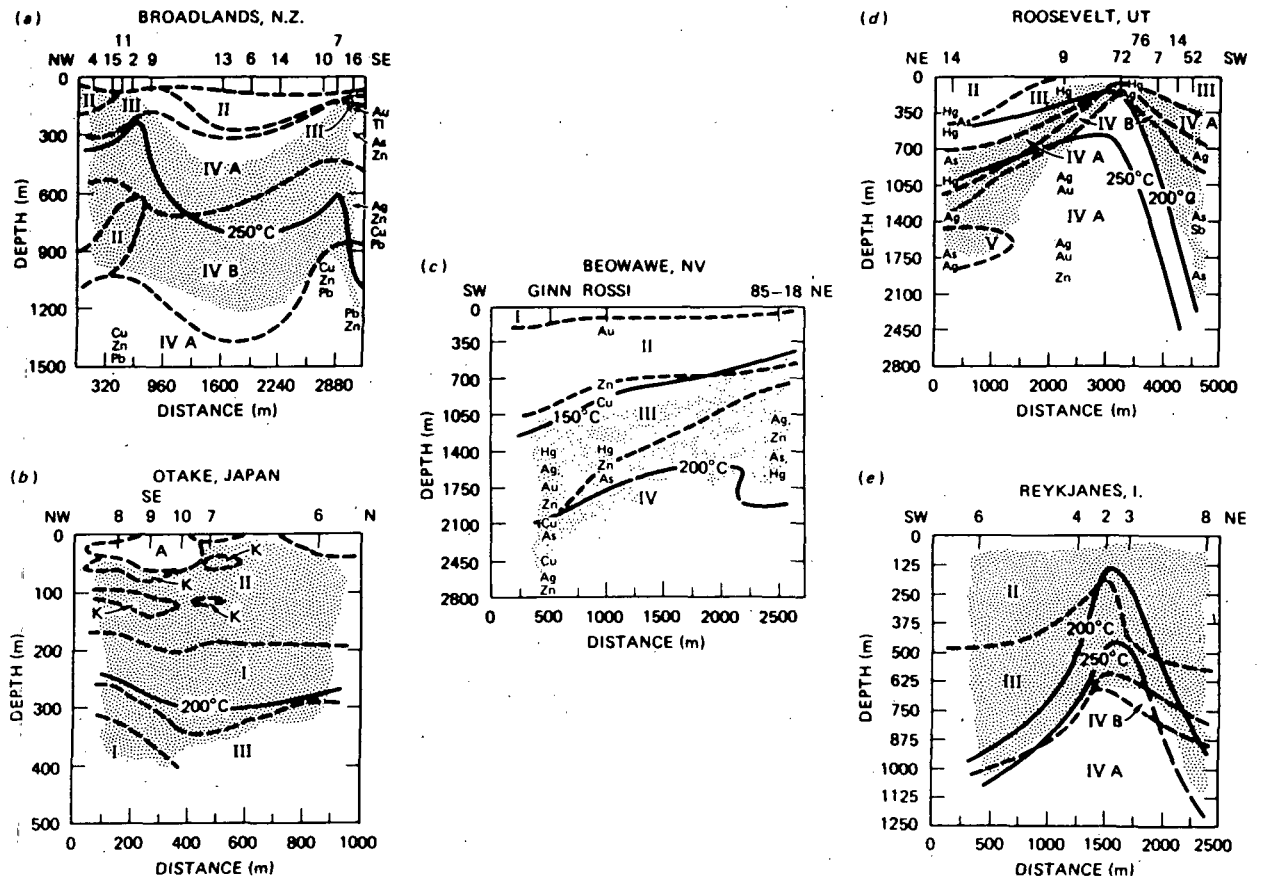 (a) BROADLANDS, N.Z.
11 7
NW 4 15 2 9 13 6 14 10 16 SE
0
300
600
900
1200
1500
DEPTH (m)
II III II III
IV A
250°C
II IV B
IV A
Au
Tl
As
Zn
Ag
Zn
Cu
Pb
Cu
Zn
Pb
Pb
Zn
Cu
Zn
Pb
320 960 1600 2240 2880
DISTANCE (m)
(b) OTAKE, JAPAN
SE
NW 8 9 10 7 6 N
0
100
200
300
400
500
DEPTH (m)
A K
K II
K K
I
200°C
I III
0 200 400 600 800 1000
DISTANCE (m)
(c) BEOWAWE, NV
SW GINN ROSSI 85-18 NE
0
350
700
1050
1400
1750
2100
2450
2800
DEPTH (m)
I
Au
II
Zn
Cu
150°C III
Hg
Ag
Au
Zn
Cu
As
Cu
Ag
Zn
Hg
Zn
As
200°C
IV
Ag
Zn
As
Hg
0 500 1000 1500 2000 2500
DISTANCE (m)
(d) ROOSEVELT, UT
76 14
NE 14 9 72 7 52 SW
0
350
700
1050
1400
1750
2100
2450
2800
DEPTH (m)
II III Hg Hg III
Hg
As
Hg
IV B IV A
As
IV A
Hg
Ag
Au
250°C
200°C
IV A
Ag
V
As
Ag
Ag
Au
Zn
Ag
As
Sb
As
0 1000 2000 3000 4000 5000
DISTANCE (m)
(e) REYKJANES, I.
SW 6 4 2 3 8 NE
0
125
250
375
500
625
750
875
1000
1125
1250
DEPTH (m)
II
200°C
250°C
III
IV B
IV A
0 500 1000 1500 2000 2500
DISTANCE (m)